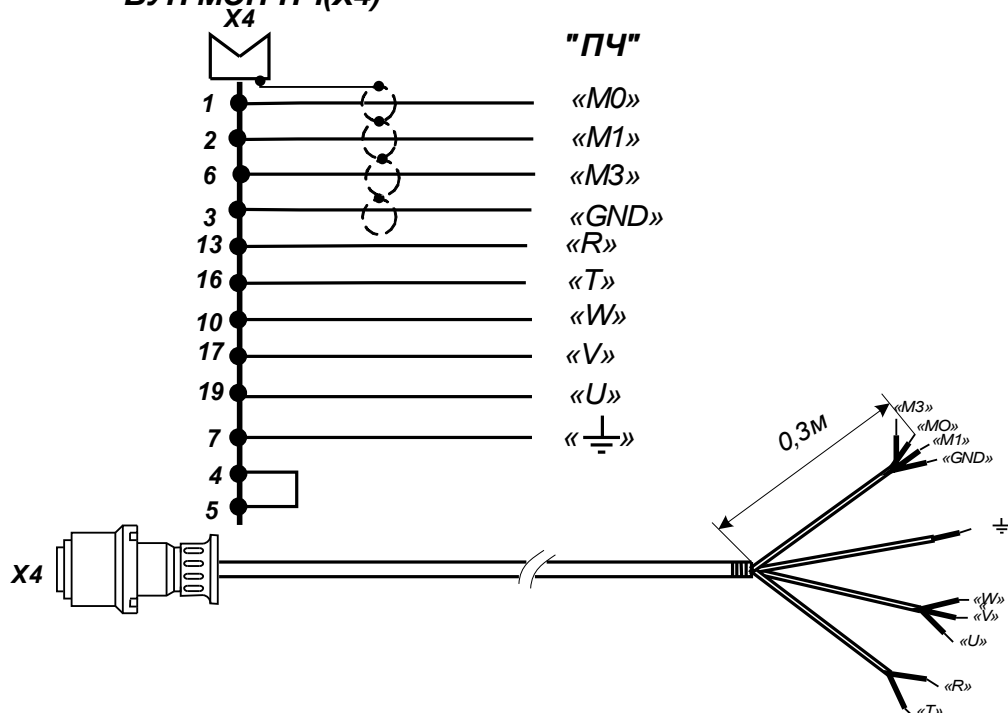 X4
"ПЧ"
1 «M0»
2 «M1»
6 «M3»
3 «GND»
13 «R»
16 «T»
10 «W»
17 «V»
19 «U»
7 « »
4
5
X4
0,3м
«M3»
«MO»
«M1»
«GND»
«W»
«V»
«U»
«R»
«T»